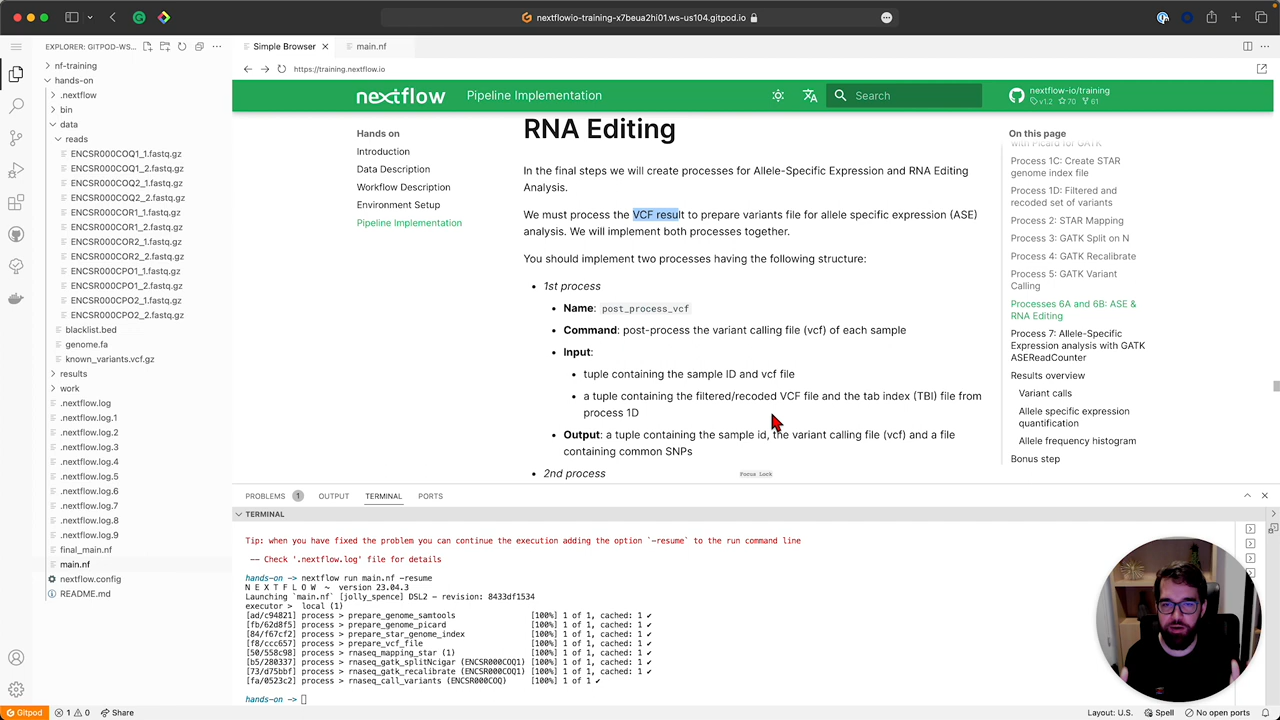 nextflowio-training-x7beua2hi01.ws-us104.gitpod.io
EXPLORER: GITPOD-WS...
nf-training
hands-on
.nextflow
bin
data
reads
ENCSR000COQ1_1.fastq.gz
ENCSR000COQ1_2.fastq.gz
ENCSR000COQ2_1.fastq.gz
ENCSR000COQ2_2.fastq.gz
ENCSR000COR1_1.fastq.gz
ENCSR000COR1_2.fastq.gz
ENCSR000COR2_1.fastq.gz
ENCSR000COR2_2.fastq.gz
ENCSR000CPO1_1.fastq.gz
ENCSR000CPO1_2.fastq.gz
ENCSR000CPO2_1.fastq.gz
ENCSR000CPO2_2.fastq.gz
blacklist.bed
genome.fa
known_variants.vcf.gz
results
work
.nextflow.log
.nextflow.log.1
.nextflow.log.2
.nextflow.log.3
.nextflow.log.4
.nextflow.log.5
.nextflow.log.6
.nextflow.log.7
.nextflow.log.8
.nextflow.log.9
final_main.nf
main.nf
nextflow.config
README.md
Simple Browser
main.nf
https://training.nextflow.io
nextflow
Pipeline Implementation
Search
nextflow-io/training
v1.2 70 61
Hands on
Introduction
Data Description
Workflow Description
Environment Setup
Pipeline Implementation
RNA Editing
In the final steps we will create processes for Allele-Specific Expression and RNA Editing
Analysis.
We must process the VCF result to prepare variants file for allele specific expression (ASE)
analysis. We will implement both processes together.
You should implement two processes having the following structure:
• 1st process
• Name: post_process_vcf
• Command: post-process the variant calling file (vcf) of each sample
• Input:
• tuple containing the sample ID and vcf file
• a tuple containing the filtered/recoded VCF file and the tab index (TBI) file from
process 1D
• Output: a tuple containing the sample id, the variant calling file (vcf) and a file
containing common SNPs
• 2nd process
Focus Lock
On this page
with Picard for GATK
Process 1C: Create STAR
genome index file
Process 1D: Filtered and
recoded set of variants
Process 2: STAR Mapping
Process 3: GATK Split on N
Process 4: GATK Recalibrate
Process 5: GATK Variant
Calling
Processes 6A and 6B: ASE &
RNA Editing
Process 7: Allele-Specific
Expression analysis with GATK
ASEReadCounter
Results overview
Variant calls
Allele specific expression
quantification
Allele frequency histogram
Bonus step
PROBLEMS 1 OUTPUT TERMINAL PORTS
TERMINAL
Tip: when you have fixed the problem you can continue the execution adding the option `-resume` to the run command line
-- Check '.nextflow.log' file for details
hands-on -> nextflow run main.nf -resume
N E X T F L O W ~ version 23.04.3
Launching `main.nf` [jolly_spence] DSL2 - revision: 8433df1534
executor > local (1)
[ad/c94821] process > prepare_genome_samtools [100%] 1 of 1, cached: 1 ✔
[fb/62d8f5] process > prepare_genome_picard [100%] 1 of 1, cached: 1 ✔
[84/f67cf2] process > prepare_star_genome_index [100%] 1 of 1, cached: 1 ✔
[f8/ccc657] process > prepare_vcf_file [100%] 1 of 1, cached: 1 ✔
[50/558c98] process > rnaseq_mapping_star (1) [100%] 1 of 1, cached: 1 ✔
[b5/280337] process > rnaseq_gatk_splitNcigar (ENCSR000COQ1) [100%] 1 of 1, cached: 1 ✔
[73/d75bbf] process > rnaseq_gatk_recalibrate (ENCSR000COQ1) [100%] 1 of 1, cached: 1 ✔
[fa/0523c2] process > rnaseq_call_variants (ENCSR000COQ) [100%] 1 of 1 ✔
hands-on ->
Gitpod 1 0 Share
Layout: U.S. Spell No open ports